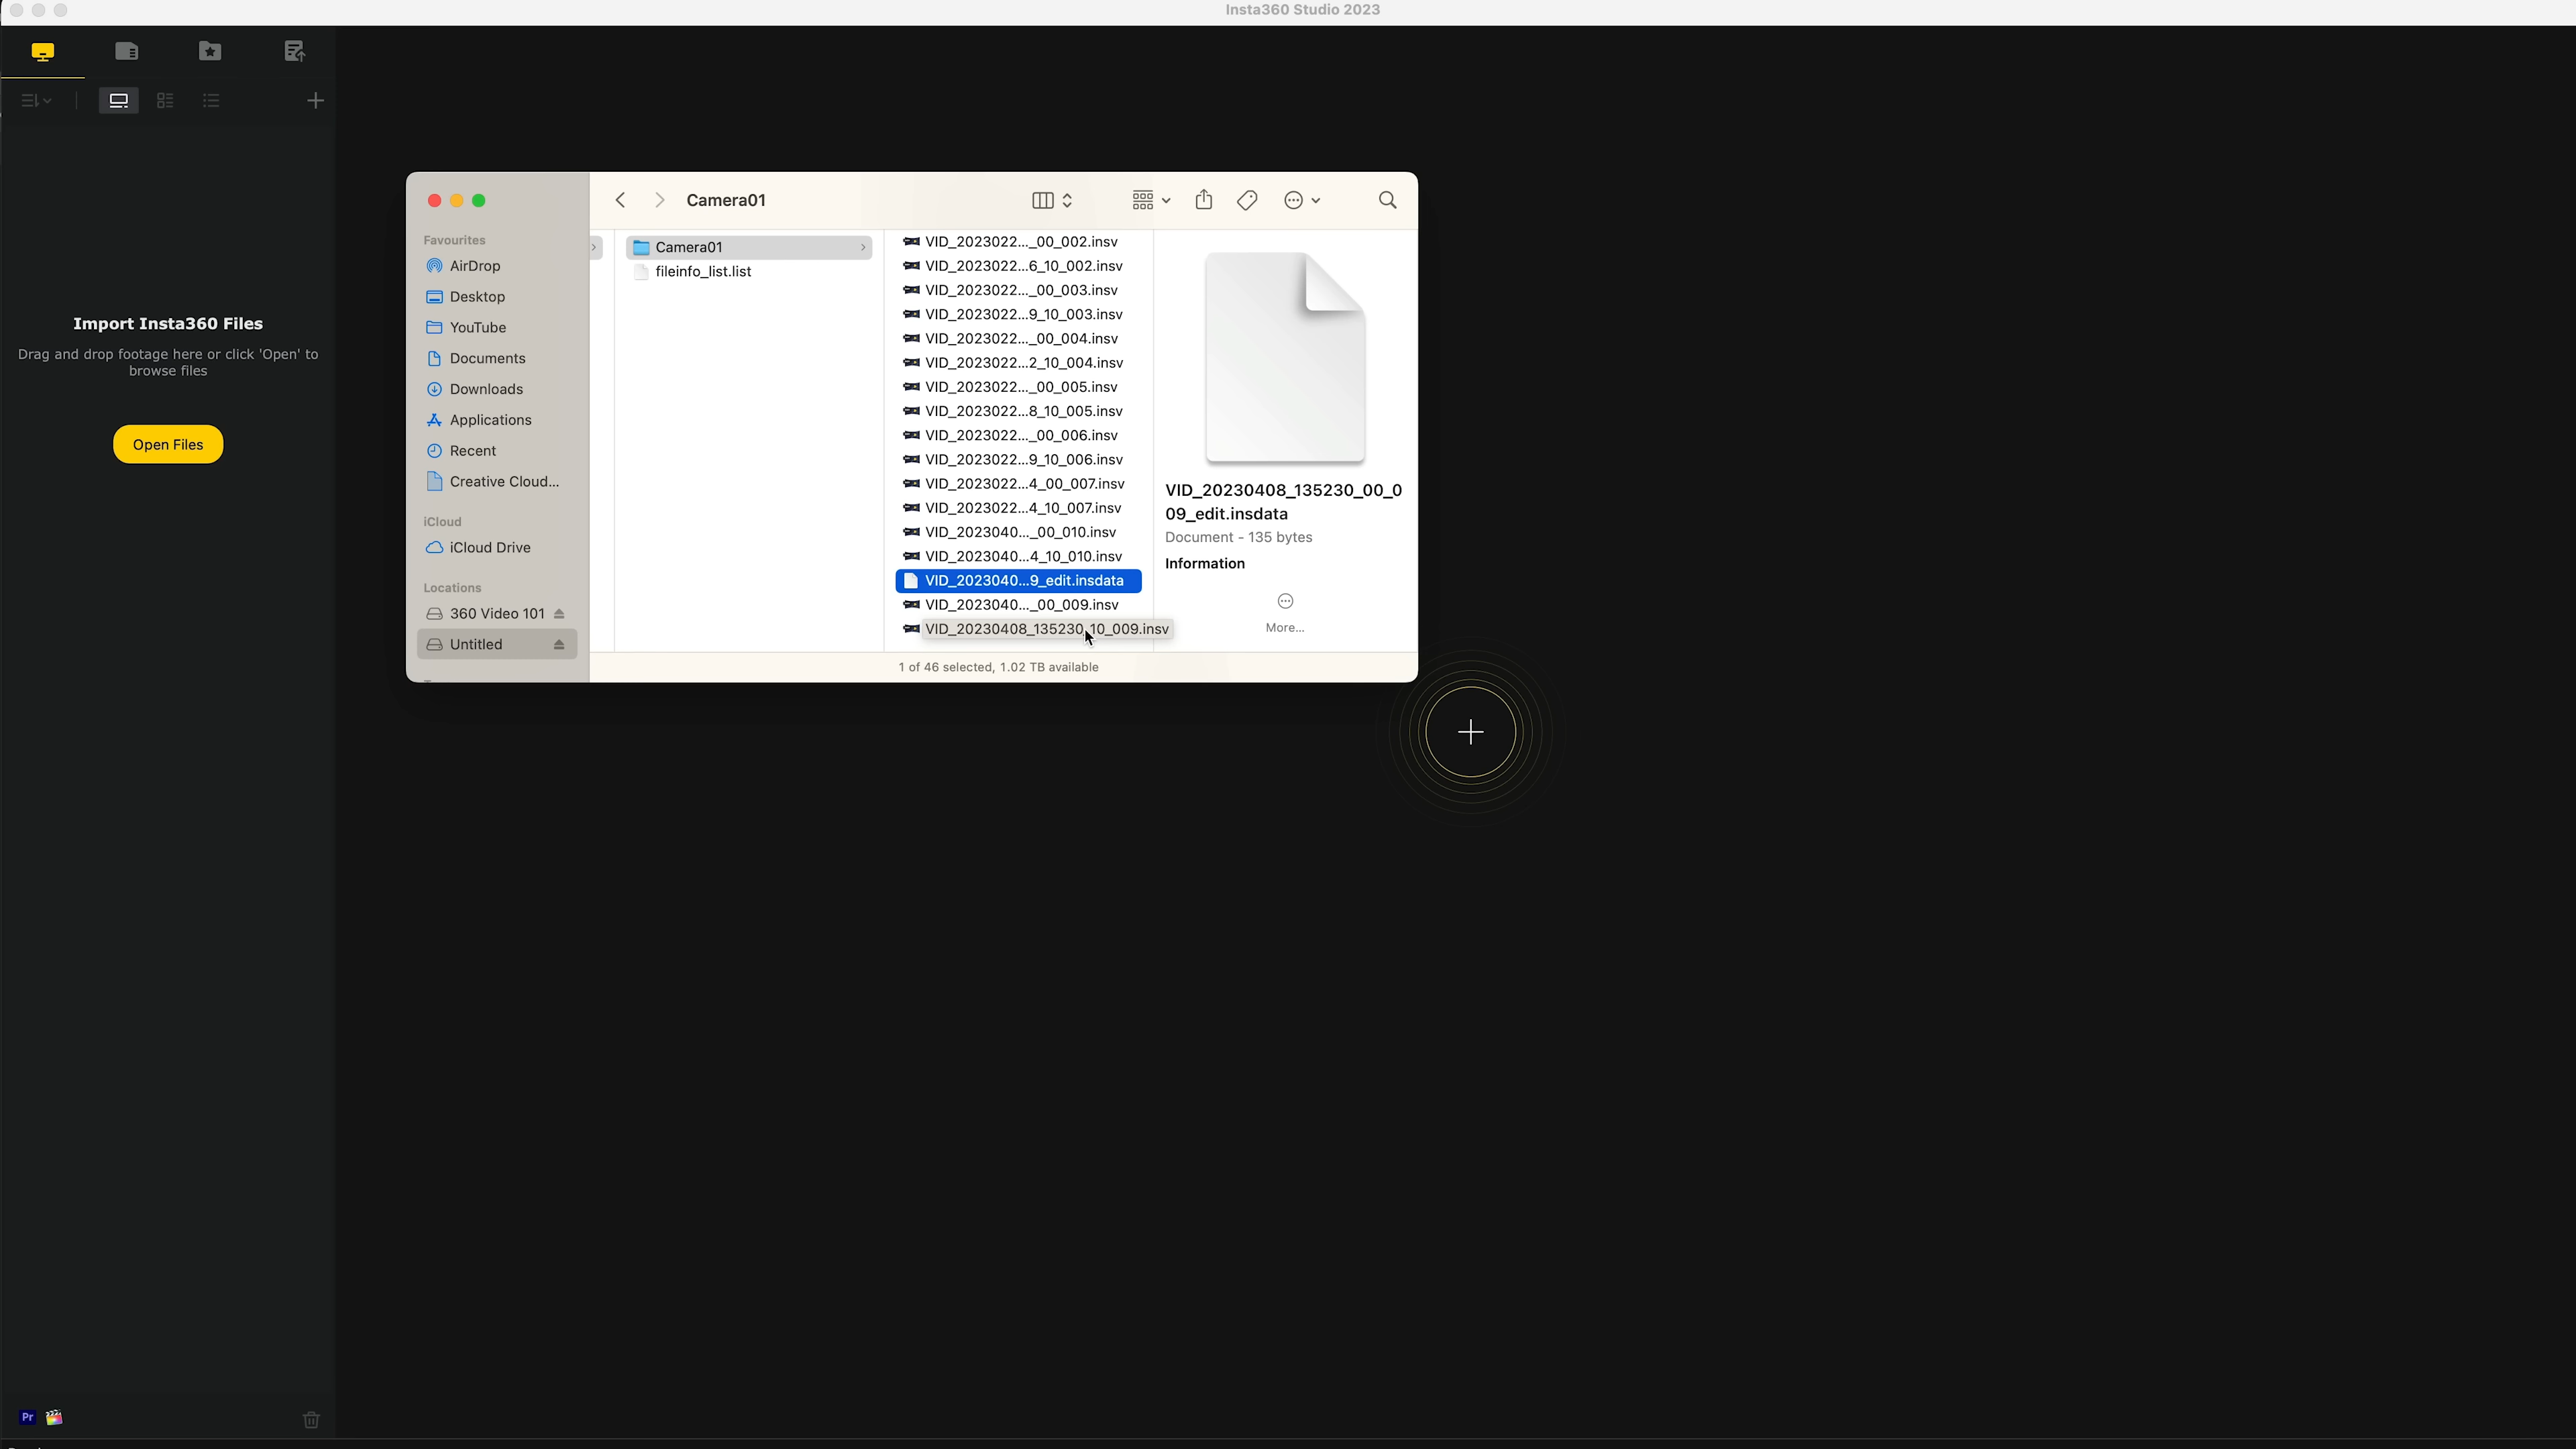 Insta360 Studio 2023
Import Insta360 Files
Drag and drop footage here or click 'Open' to
browse files
Open Files
Camera01
Favourites
AirDrop
Desktop
YouTube
Documents
Downloads
Applications
Recent
Creative Cloud...
iCloud
iCloud Drive
Locations
360 Video 101
Untitled
Camera01
fileinfo_list.list
VID_2023022..._00_002.insv
VID_2023022...6_10_002.insv
VID_2023022..._00_003.insv
VID_2023022...9_10_003.insv
VID_2023022..._00_004.insv
VID_2023022...2_10_004.insv
VID_2023022..._00_005.insv
VID_2023022...8_10_005.insv
VID_2023022..._00_006.insv
VID_2023022...9_10_006.insv
VID_2023022...4_00_007.insv
VID_2023022...4_10_007.insv
VID_2023040..._00_010.insv
VID_2023040...4_10_010.insv
VID_2023040...9_edit.insdata
VID_2023040..._00_009.insv
VID_20230408_135230_10_009.insv
VID_20230408_135230_00_0
09_edit.insdata
Document - 135 bytes
Information
More...
1 of 46 selected, 1.02 TB available
Pr